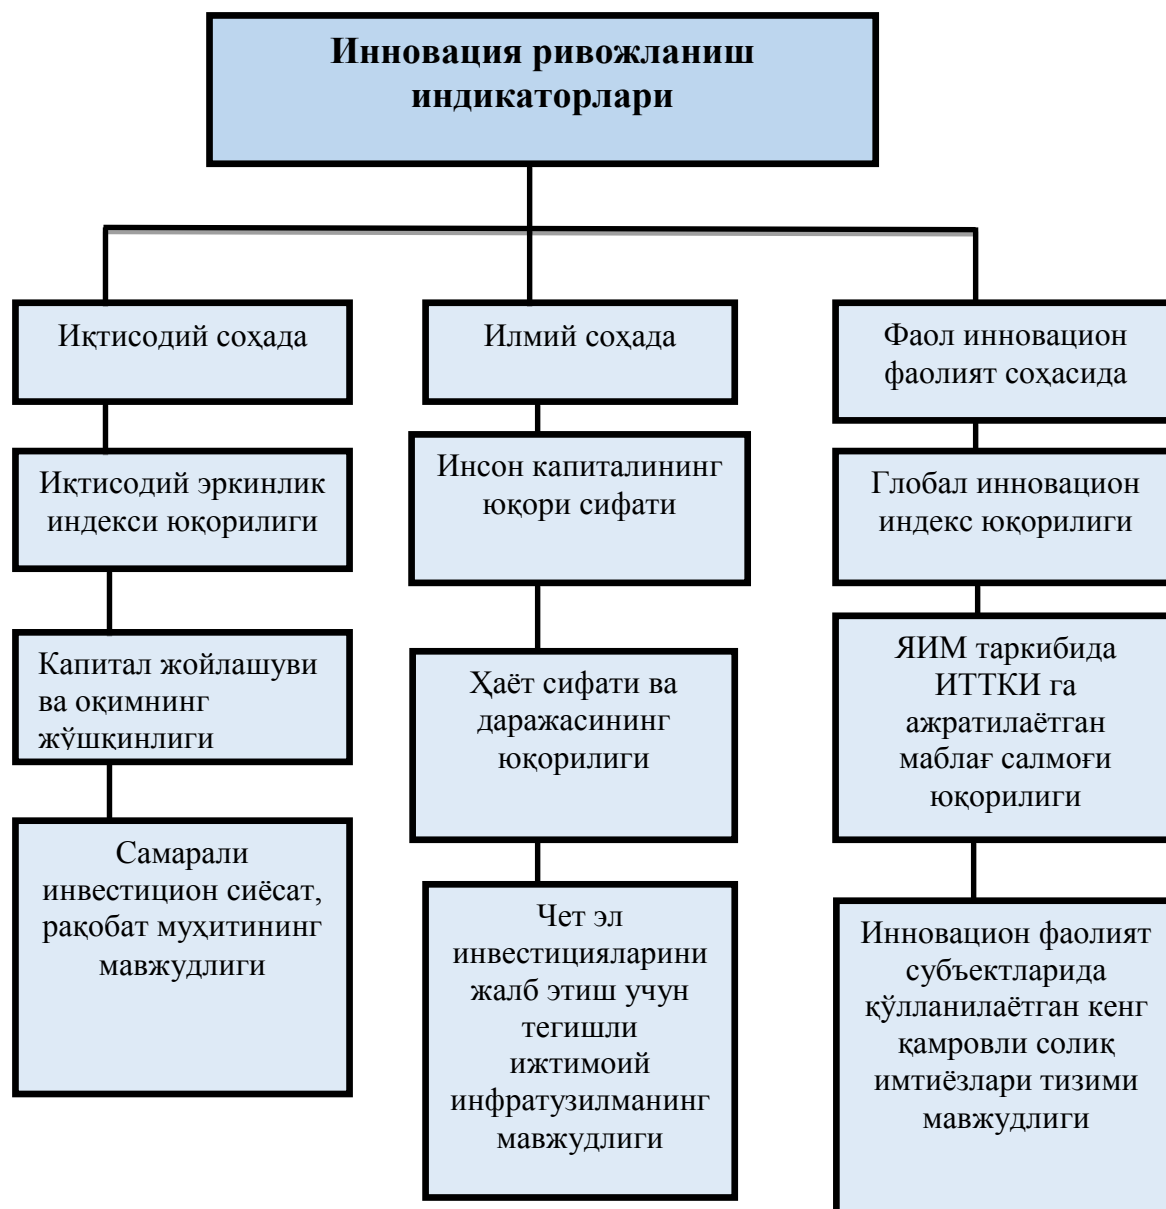 Инновация ривожланиш
индикаторлари
Иқтисодий соҳада
Иқтисодий эркинлик
индекси юқорилиги
Капитал жойлашуви
ва оқимнинг
жўшқинлиги
Самарали
инвестицион сиёсат,
рақобат муҳитининг
мавжудлиги
Илмий соҳада
Инсон капиталининг
юқори сифати
Ҳаёт сифати ва
даражасининг
юқорилиги
Чет эл
инвестицияларини
жалб этиш учун
тегишли
ижтимоий
инфратузилманинг
мавжудлиги
Фаол инновацион
фаолият соҳасида
Глобал инновацион
индекс юқорилиги
ЯИМ таркибида
ИТТКИ га
ажратилаётган
маблағ салмоғи
юқорилиги
Инновацион фаолият
субъектларида
қўлланилаётган кенг
қамровли солиқ
имтиёзлари тизими
мавжудлиги